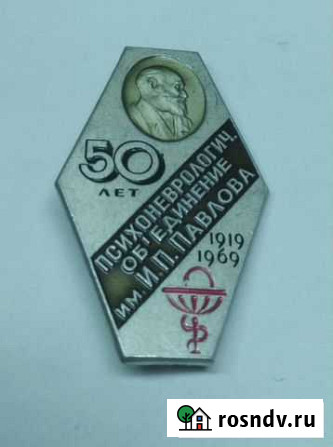 50
ЛЕТ
ПСИХОНЕВРОЛОГИЧ.
ОБ'ЕДИНЕНИЕ
ИМ. И.П. ПАВЛОВА
1919
1969
rosndv.ru